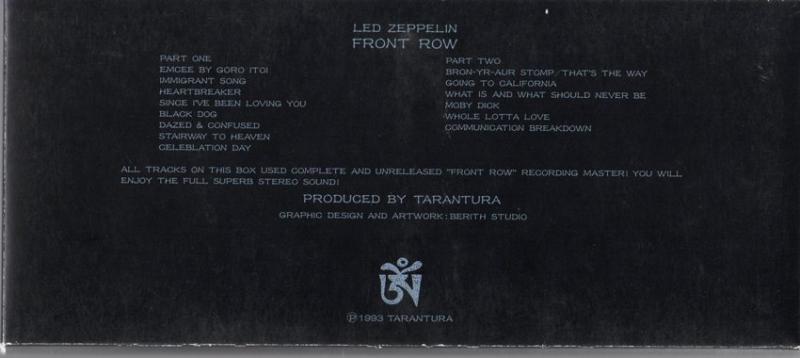 LED ZEPPELIN
FRONT ROW
PART ONE
EMCEE BY GORO ITOI
IMMIGRANT SONG
HEARTBREAKER
SINCE I'VE BEEN LOVING YOU
BLACK DOG
DAZED & CONFUSED
STAIRWAY TO HEAVEN
CELEBLATION DAY
PART TWO
BRON-YR-AUR STOMP/THAT'S THE WAY
GOING TO CALIFORNIA
WHAT IS AND WHAT SHOULD NEVER BE
MOBY DICK
WHOLE LOTTA LOVE
COMMUNICATION BREAKDOWN
ALL TRACKS ON THIS BOX USED COMPLETE AND UNRELEASED "FRONT ROW" RECORDING MASTER! YOU WILL
ENJOY THE FULL SUPERB STEREO SOUND!
PRODUCED BY TARANTURA
GRAPHIC DESIGN AND ARTWORK: BERITH STUDIO
℗1993 TARANTURA